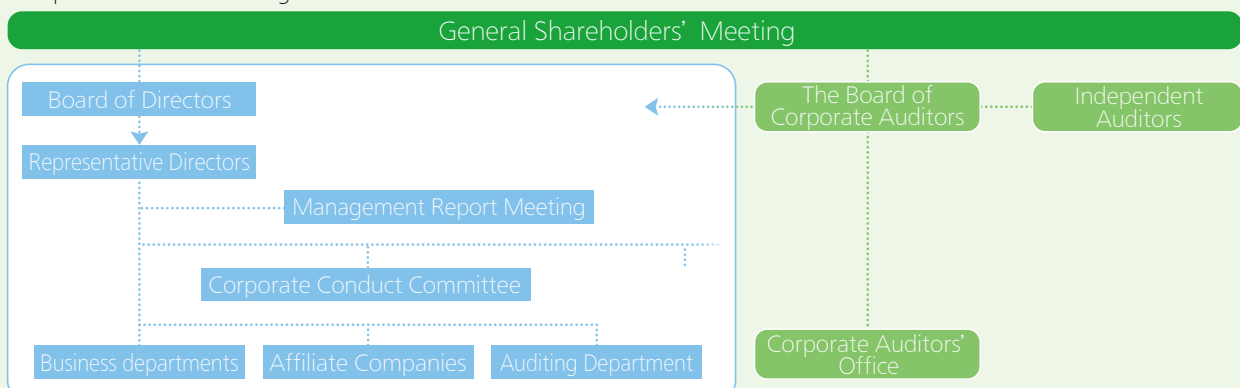 General Shareholders’ Meeting
Board of Directors
The Board of
Corporate Auditors
Independent
Auditors
Representative Directors
Management Report Meeting
Corporate Conduct Committee
Business departments
Affiliate Companies
Auditing Department
Corporate Auditors’
Office